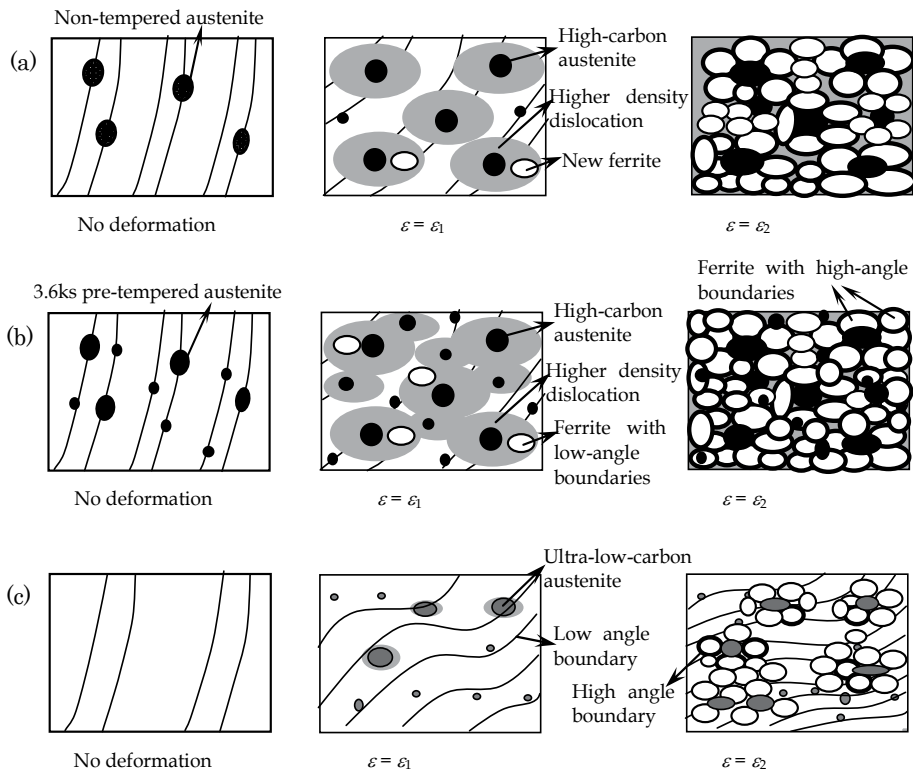 Non-tempered austenite
(a)
High-carbon
austenite
Higher density
dislocation
New ferrite
No deformation
ε = ε1
ε = ε2
3.6ks pre-tempered austenite
Ferrite with high-angle
boundaries
(b)
High-carbon
austenite
Higher density
dislocation
Ferrite with
low-angle
boundaries
No deformation
ε = ε1
ε = ε2
(c)
Ultra-low-carbon
austenite
Low angle
boundary
High angle
boundary
No deformation
ε = ε1
ε = ε2